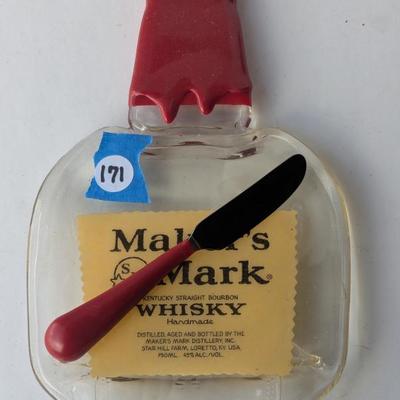 171
Maker's
S
Mark®
KENTUCKY STRAIGHT BOURBON
WHISKY
Handmade
DISTILLED, AGED AND BOTTLED BY THE
MAKER'S MARK DISTILLERY, INC.
STAR HILL FARM, LORETTO, KY. USA
750ML. 45% ALC./VOL.